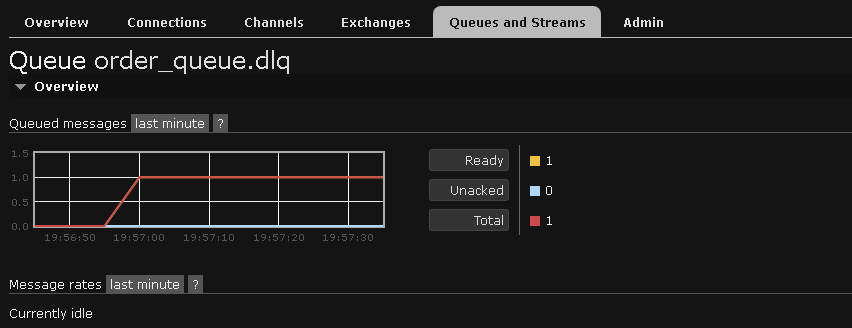 Overview Connections Channels Exchanges Queues and Streams Admin
Queue order_queue.dlq
Overview
Queued messages last minute ?
1.5
1.0
0.5
0.0
19:56:50 19:57:00 19:57:10 19:57:20 19:57:30
Ready 1
Unacked 0
Total 1
Message rates last minute ?
Currently idle